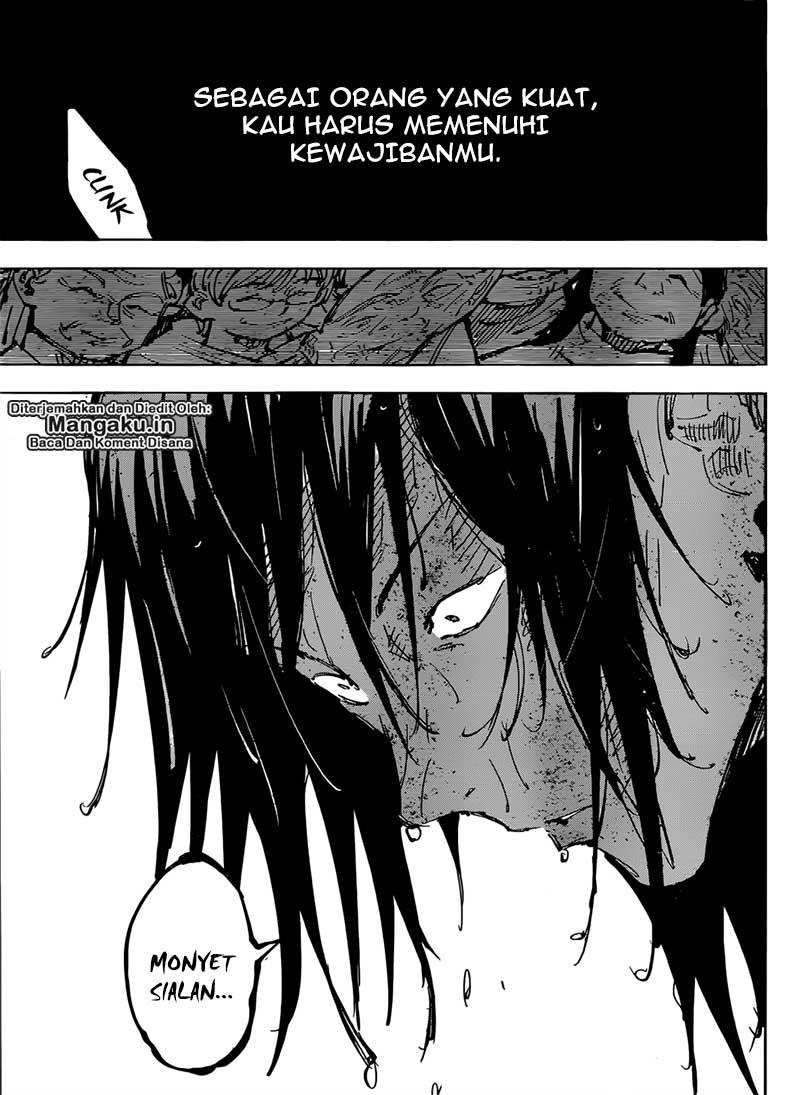 SEBAGAI ORANG YANG KUAT,
KAU HARUS MEMENUHI
KEWAJIBANMU.
CLINK
Diterjemahkan dan Diedit Oleh:
Mangaku.in
Baca Dan Koment Disana
MONYET
SIALAN...